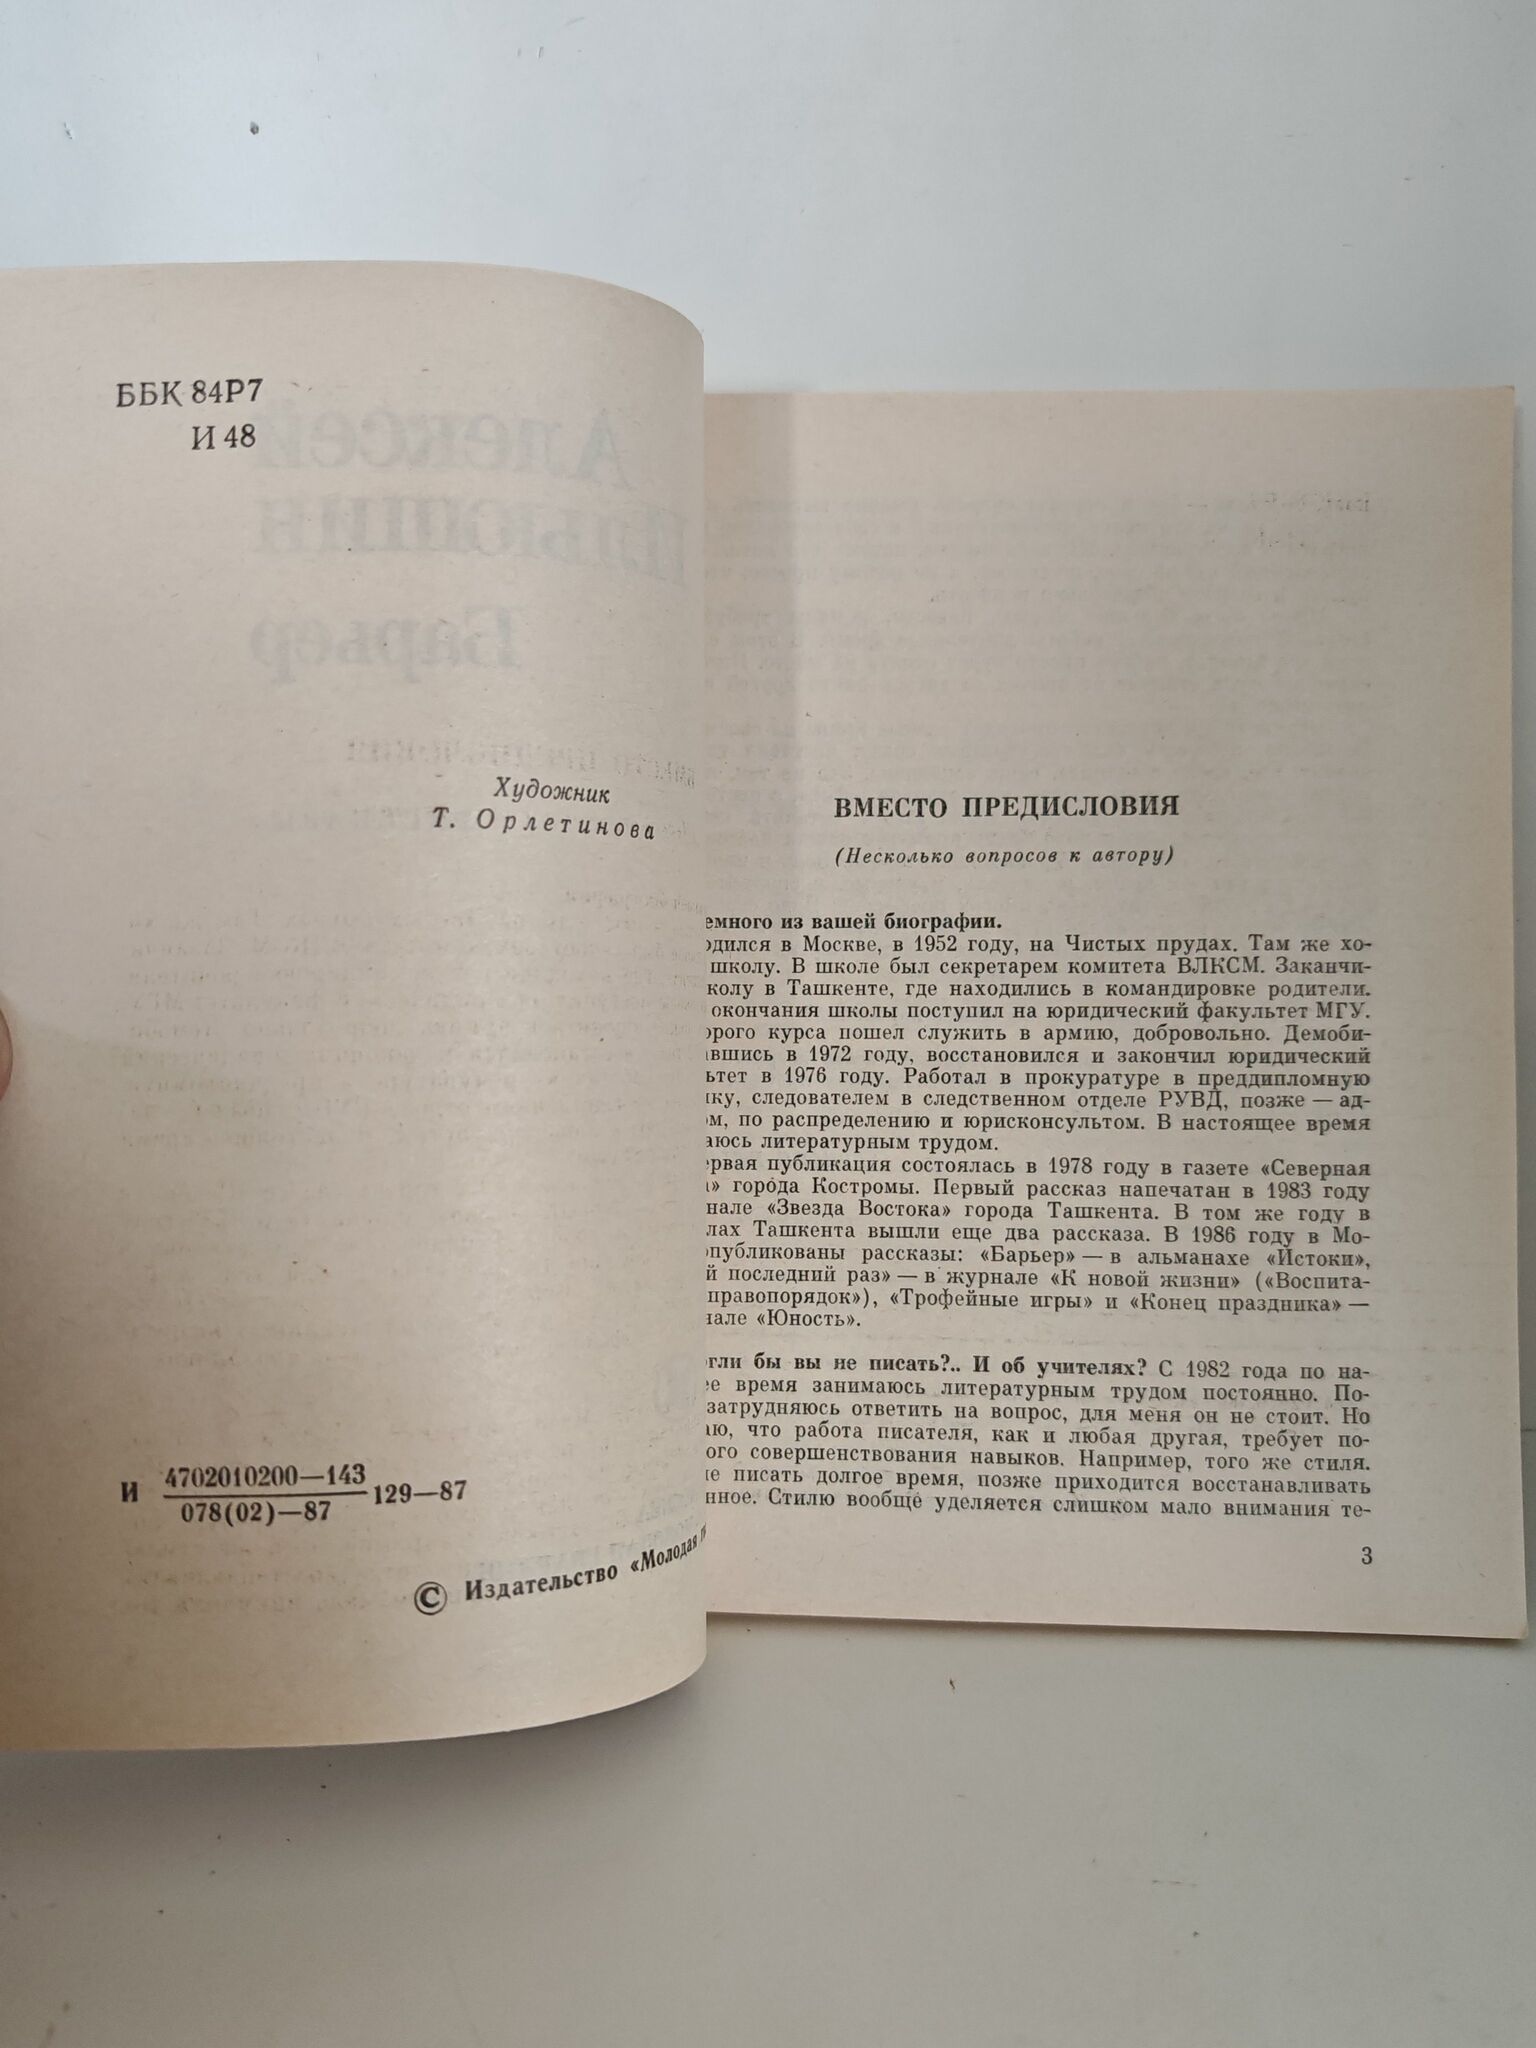 ББК 84Р7
И 48
Художник
Т. Орлетинова
И 4702010200—143 129—87
078(02)—87
© Издательство «Молодая
ВМЕСТО ПРЕДИСЛОВИЯ
(Несколько вопросов к автору)
емного из вашей биографии.
одился в Москве, в 1952 году, на Чистых прудах. Там же хо-
школу. В школе был секретарем комитета ВЛКСМ. Заканчи-
колу в Ташкенте, где находились в командировке родители.
окончания школы поступил на юридический факультет МГУ.
орого курса пошел служить в армию, добровольно. Демоби-
вшись в 1972 году, восстановился и закончил юридический
ьтет в 1976 году. Работал в прокуратуре в преддипломную
ику, следователем в следственном отделе РУВД, позже — ад-
ом, по распределению и юрисконсультом. В настоящее время
аюсь литературным трудом.
ервая публикация состоялась в 1978 году в газете «Северная
» города Костромы. Первый рассказ напечатан в 1983 году
нале «Звезда Востока» города Ташкента. В том же году в
лах Ташкента вышли еще два рассказа. В 1986 году в Мо-
опубликованы рассказы: «Барьер» — в альманахе «Истоки»,
й последний раз» — в журнале «К новой жизни» («Воспита-
правопорядок»), «Трофейные игры» и «Конец праздника» —
нале «Юность».
огли бы вы не писать?.. И об учителях? С 1982 года по на-
ее время занимаюсь литературным трудом постоянно. По-
затрудняюсь ответить на вопрос, для меня он не стоит. Но
аю, что работа писателя, как и любая другая, требует по-
ого совершенствования навыков. Например, того же стиля.
не писать долгое время, позже приходится восстанавливать
нное. Стилю вообще уделяется слишком мало внимания те-
3